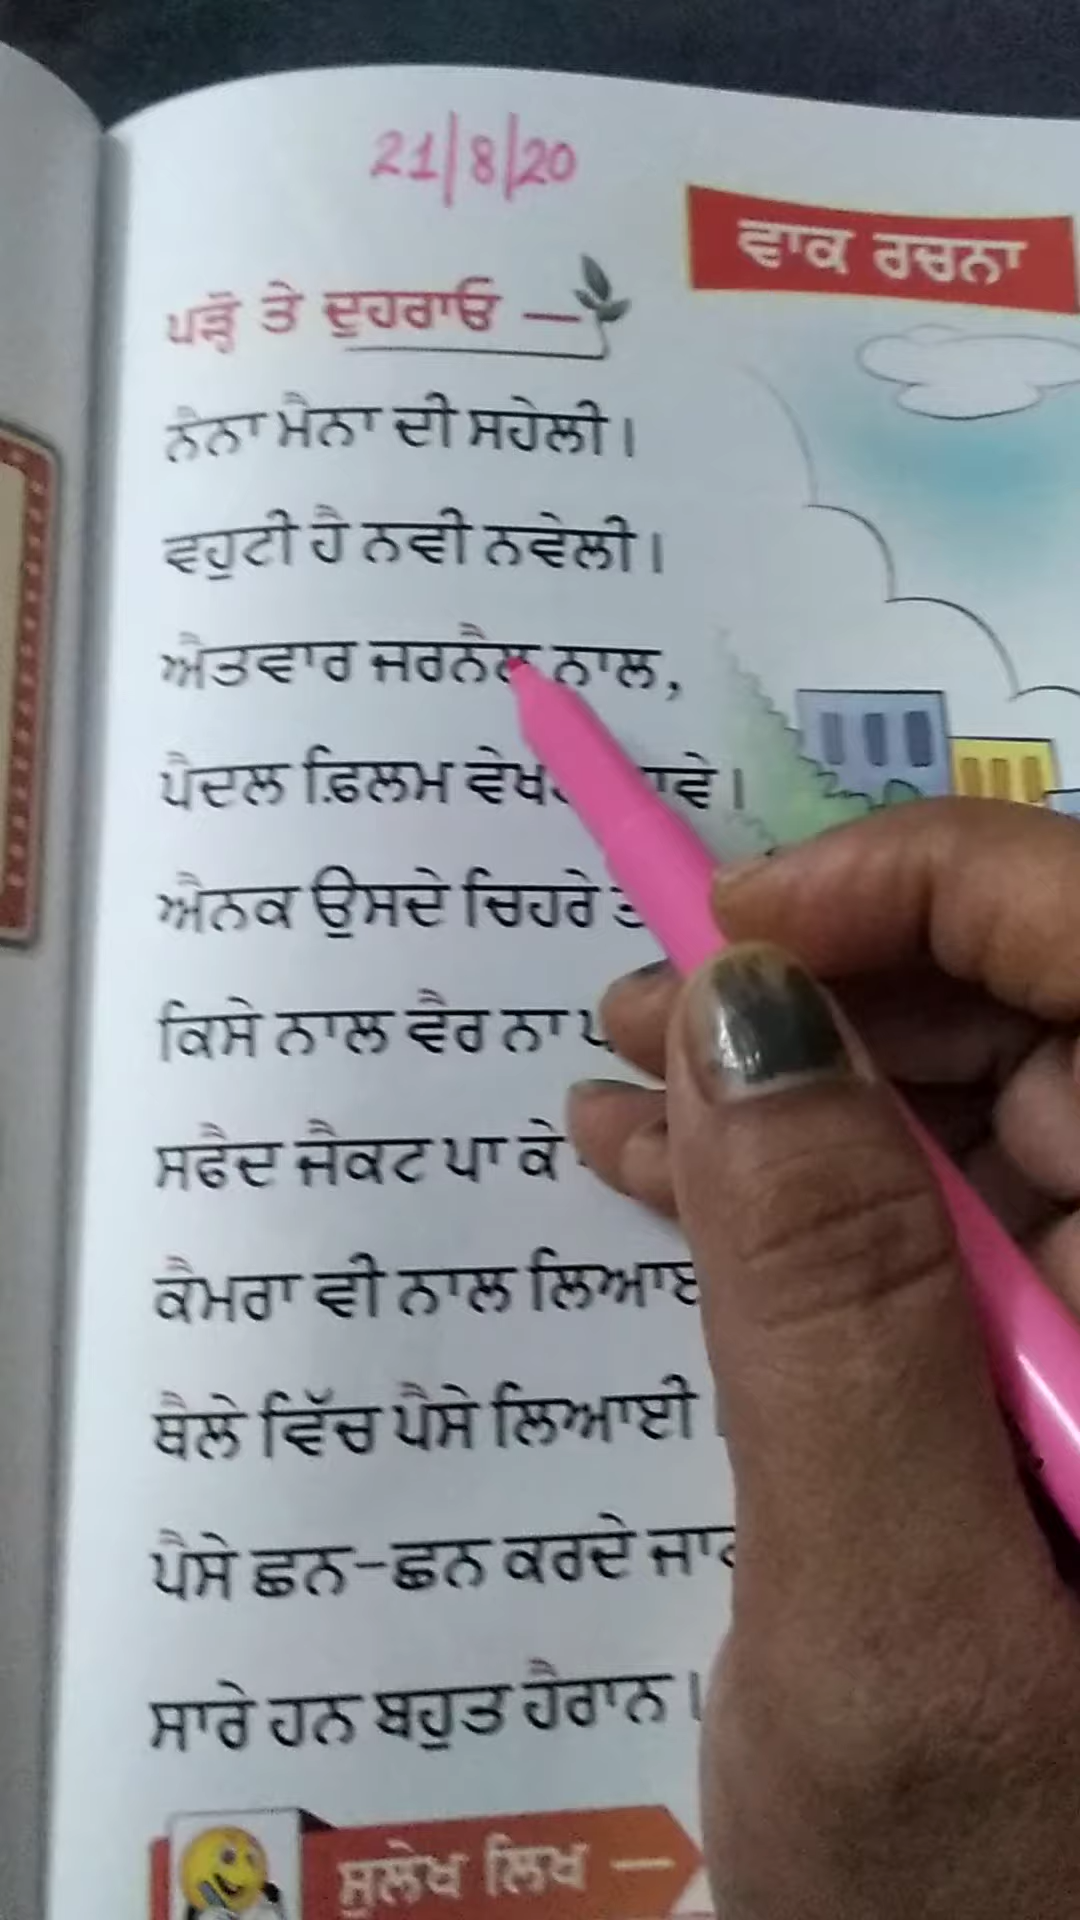 21/8/20
ਵਾਕ ਰਚਨਾ
ਪੜ੍ਹੋ ਤੇ ਦੁਹਰਾਓ —
ਨੈਨਾ ਮੈਨਾ ਦੀ ਸਹੇਲੀ।
ਵਹੁਟੀ ਹੈ ਨਵੀ ਨਵੇਲੀ।
ਐਤਵਾਰ ਜਰਨੈਲ ਨਾਲ,
ਪੈਦਲ ਫ਼ਿਲਮ
ਐਨਕ ਉਸਦੇ ਚਿਹਰੇ
ਕਿਸੇ ਨਾਲ ਵੈਰ ਨਾ
ਸਫੈਦ ਜੈਕਟ ਪਾ ਕੇ
ਕੈਮਰਾ ਵੀ ਨਾਲ
ਥੈਲੇ ਵਿੱਚ ਪੈਸੇ ਲਿਆਈ
ਪੈਸੇ ਛਨ-ਛਨ ਕਰਦੇ
ਸਾਰੇ ਹਨ ਬਹੁਤ ਹੈਰਾਨ।
ਸੁਲੇਖ ਲਿਖ —